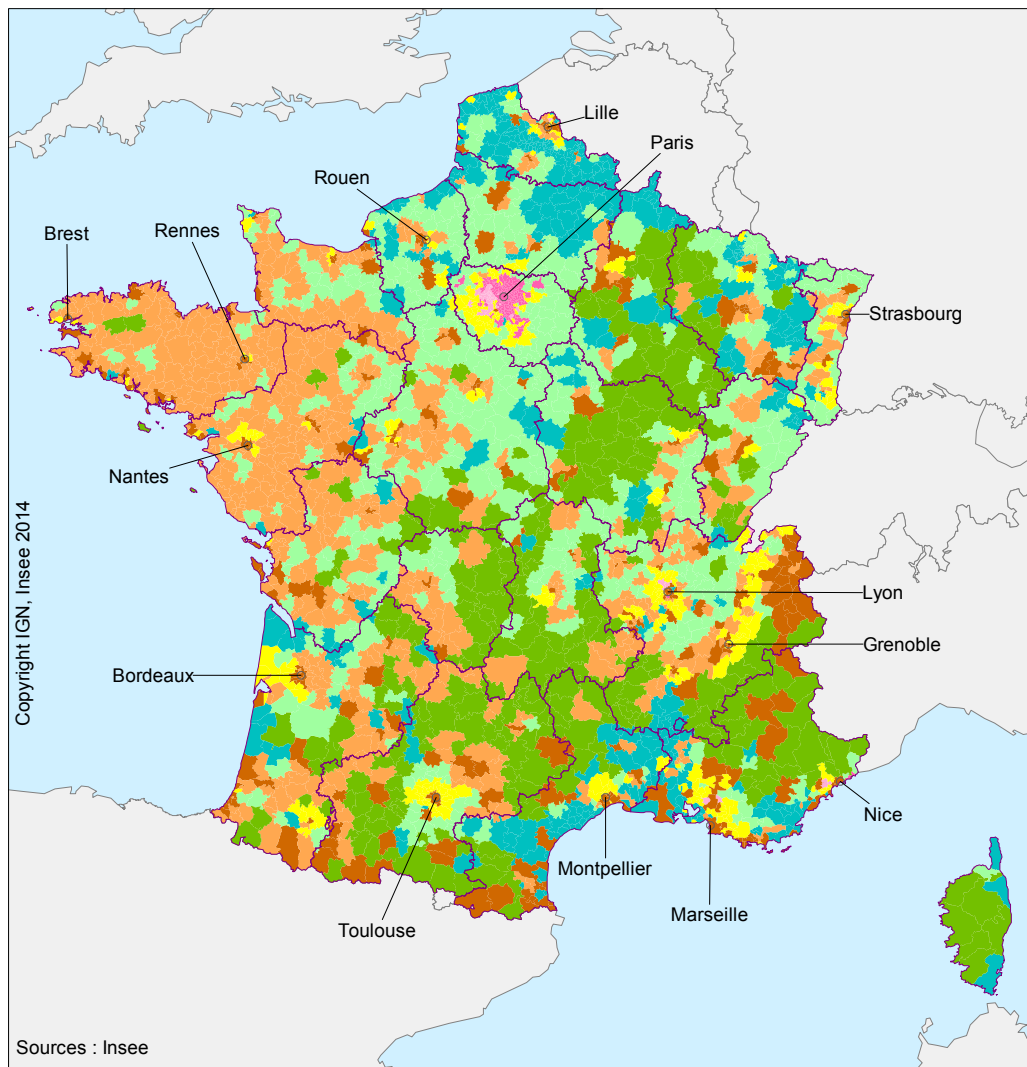 Lille
Paris
Rouen
Brest
Rennes
Strasbourg
Nantes
Copyright IGN, Insee 2014
Lyon
Grenoble
Bordeaux
Nice
Montpellier
Marseille
Toulouse
Sources : Insee